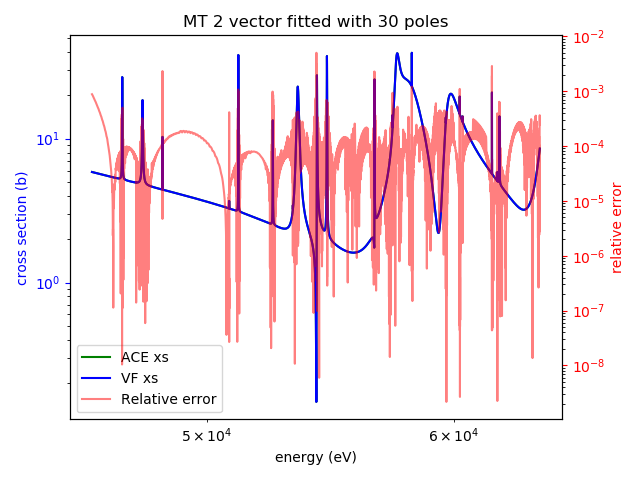 MT 2 vector fitted with 30 poles
cross section (b)
10^1
10^0
ACE xs
VF xs
Relative error
5 × 10^4
6 × 10^4
energy (eV)
10^-2
10^-3
10^-4
10^-5
10^-6
10^-7
10^-8
relative error